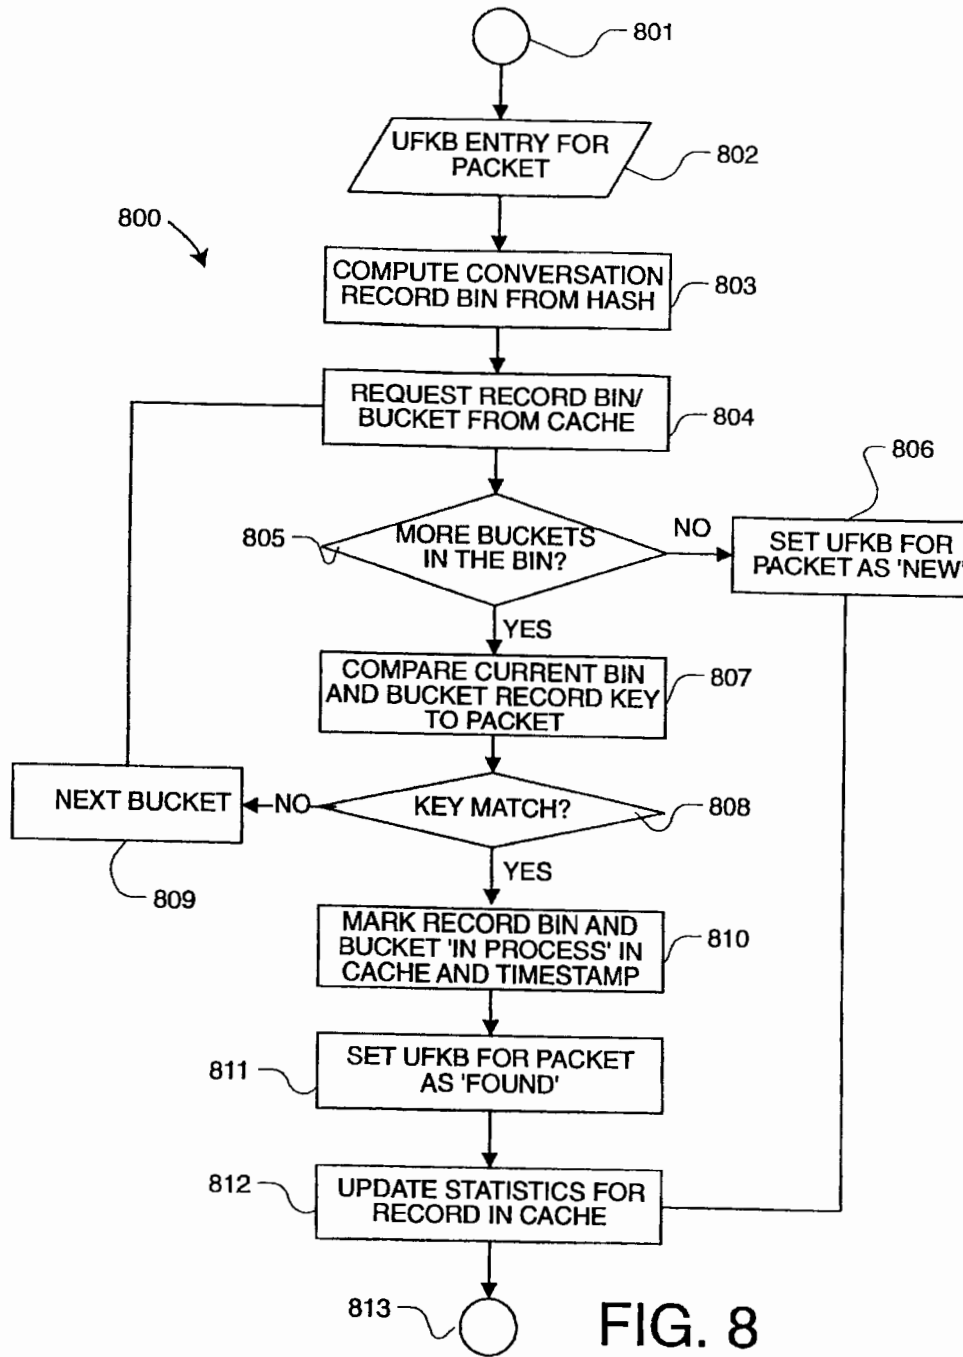 801
UFKB ENTRY FOR
PACKET
802
800
COMPUTE CONVERSATION
RECORD BIN FROM HASH
803
REQUEST RECORD BIN/
BUCKET FROM CACHE
804
806
805
MORE BUCKETS
IN THE BIN?
NO
SET UFKB FOR
PACKET AS 'NEW'
YES
COMPARE CURRENT BIN
AND BUCKET RECORD KEY
TO PACKET
807
NEXT BUCKET
NO
KEY MATCH?
808
809
YES
MARK RECORD BIN AND
BUCKET 'IN PROCESS' IN
CACHE AND TIMESTAMP
810
811
SET UFKB FOR PACKET
AS 'FOUND'
812
UPDATE STATISTICS FOR
RECORD IN CACHE
813
FIG. 8